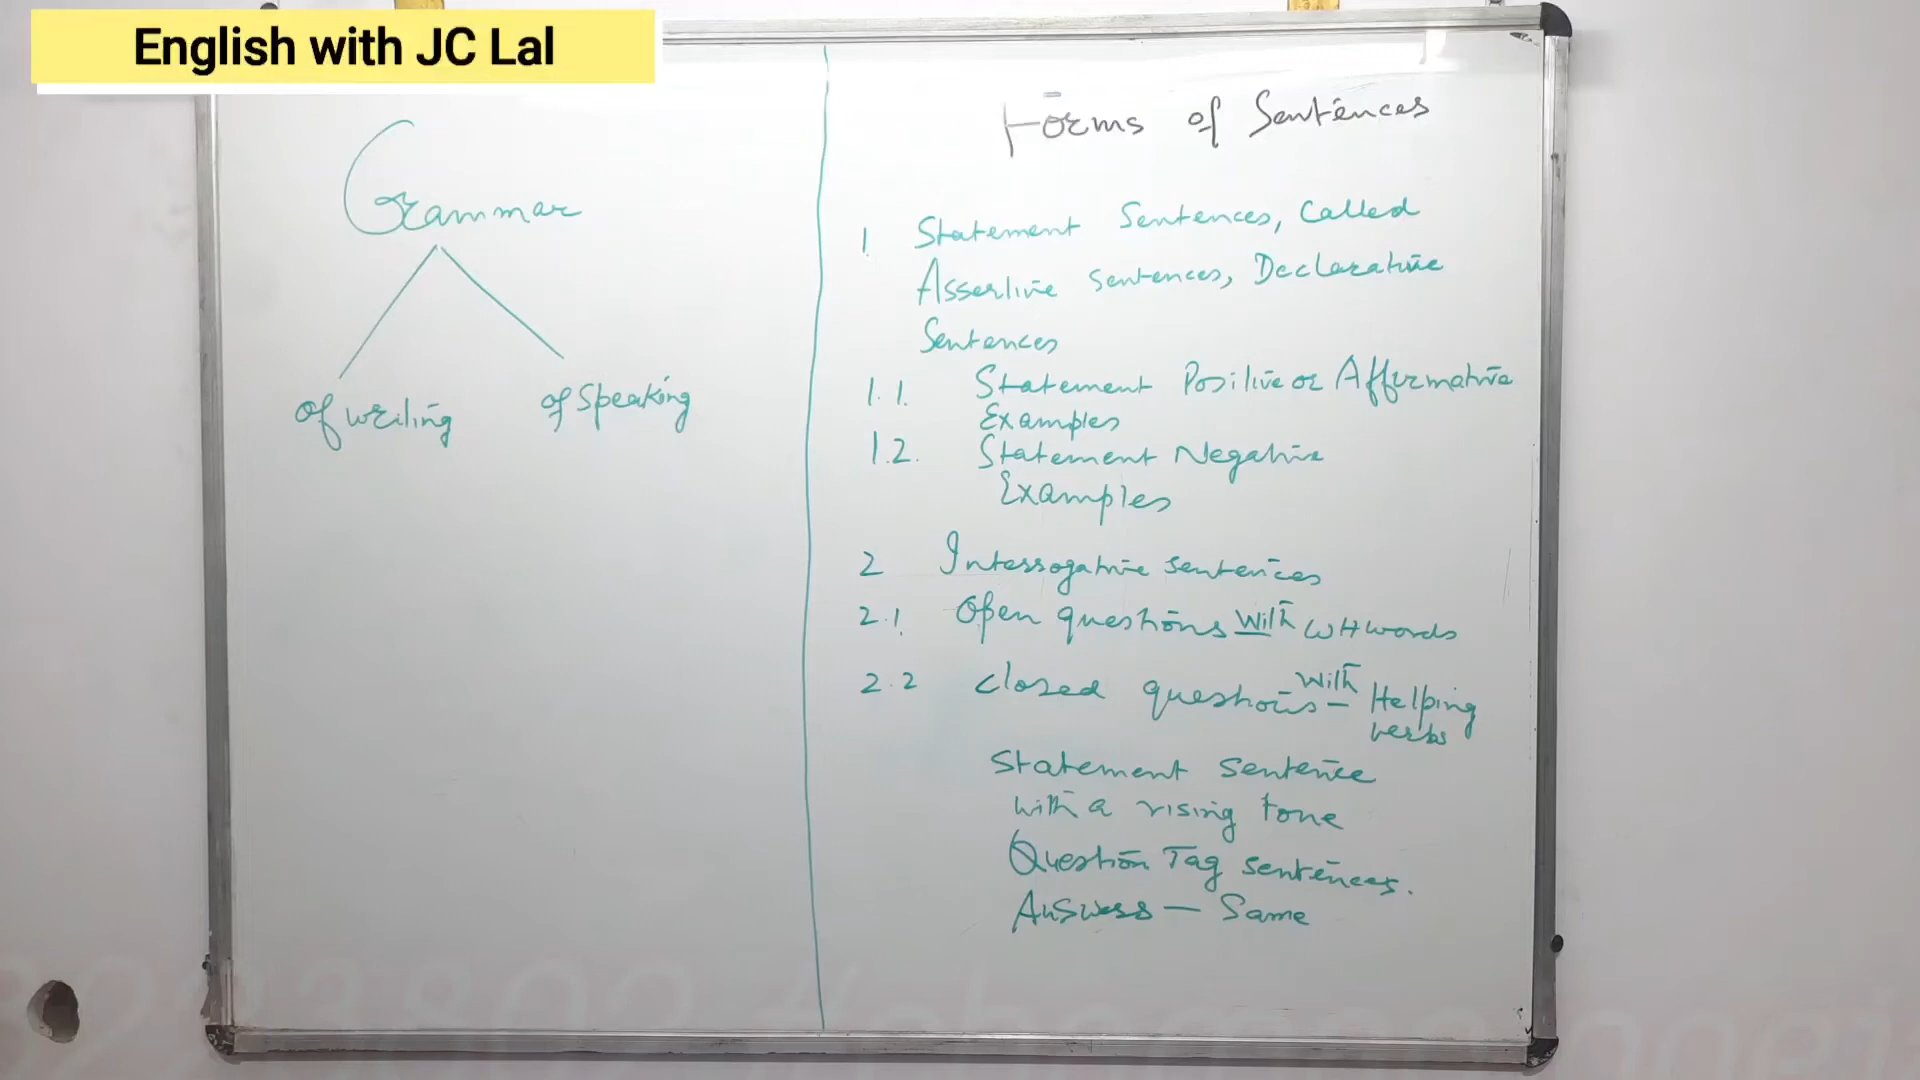 English with JC Lal
Grammar
of writing
of speaking
Forms of Sentences
1 Statement Sentences, Called
Assertive sentences, Declarative
Sentences
1.1. Statement Positive or Affirmative
Examples
1.2. Statement Negative
Examples
2 Interrogative sentences
2.1. Open questions With WH words
2.2 closed questions – With Helping
verbs
Statement sentence
with a rising tone
Question Tag sentences.
Answers – Same